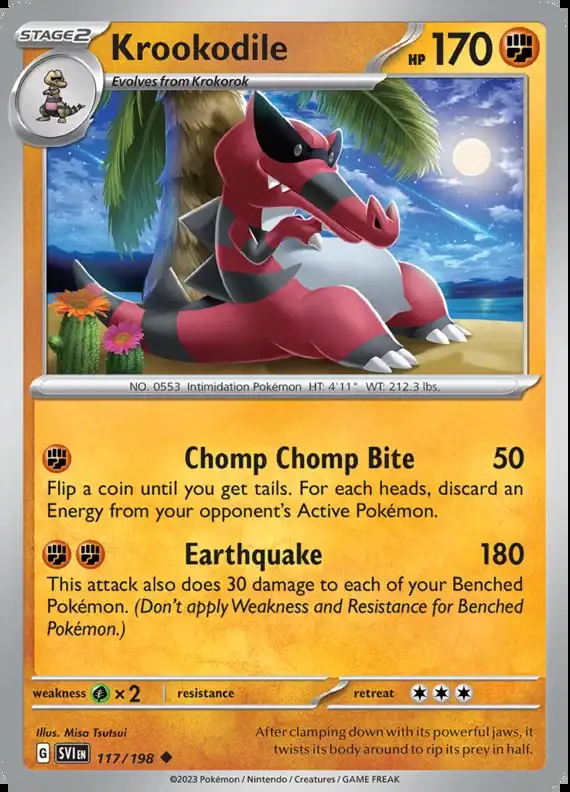 STAGE2
Krookodile
HP 170
Evolves from Krokorok
NO. 0553 Intimidation Pokémon HT: 4'11" WT: 212.3 lbs.
Chomp Chomp Bite 50
Flip a coin until you get tails. For each heads, discard an
Energy from your opponent's Active Pokémon.
Earthquake 180
This attack also does 30 damage to each of your Benched
Pokémon. (Don't apply Weakness and Resistance for Benched
Pokémon.)
weakness ×2 resistance retreat
Illus. Misa Tsutsui
After clamping down with its powerful jaws, it
twists its body around to rip its prey in half.
G SVI EN 117/198
©2023 Pokémon / Nintendo / Creatures / GAME FREAK